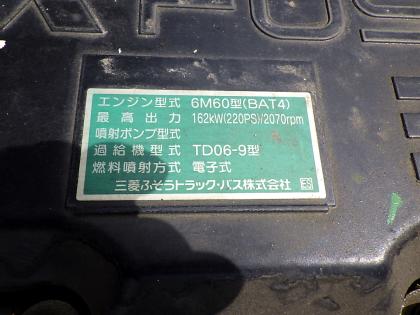 エンジン型式 6M60型(BAT4)
最高出力 162kW(220PS)/2070rpm
噴射ポンプ型式
過給機型式 TD06-9型
燃料噴射方式 電子式
三菱ふそうトラック・バス株式会社